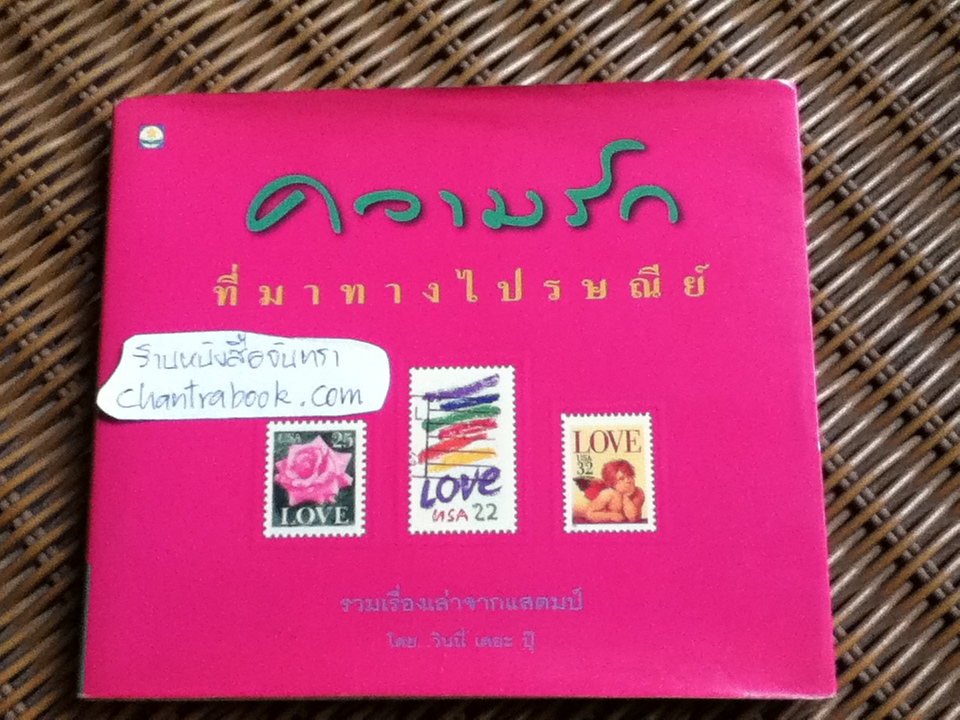 ความรัก
ที่มาทางไปรษณีย์
ร้านหนังสือจันทรา
chantrabook.com
USA 25
LOVE
LOVE
USA 22
LOVE
USA
32
รวมเรื่องเล่าจากแสตมป์
โดย..วินนี่ เดอะ ปุ๊